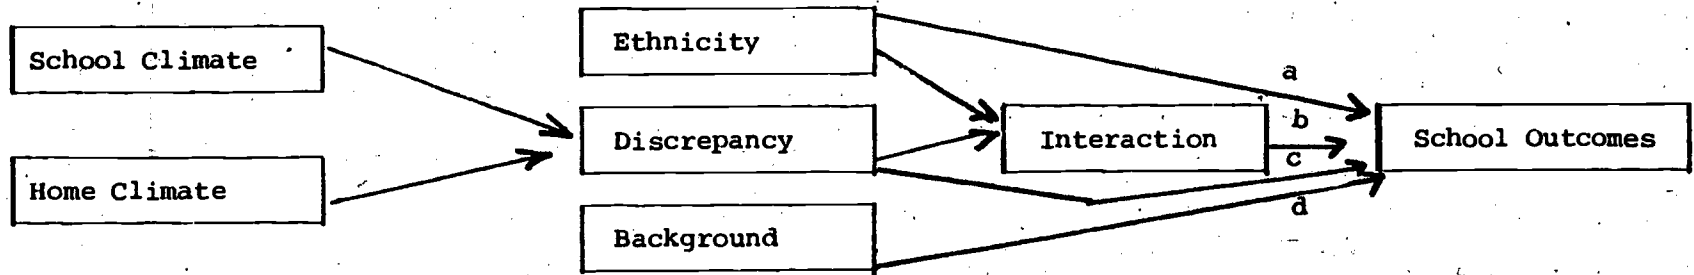 School Climate
Home Climate
Ethnicity
Discrepancy
Background
Interaction
a
b
c
d
School Outcomes